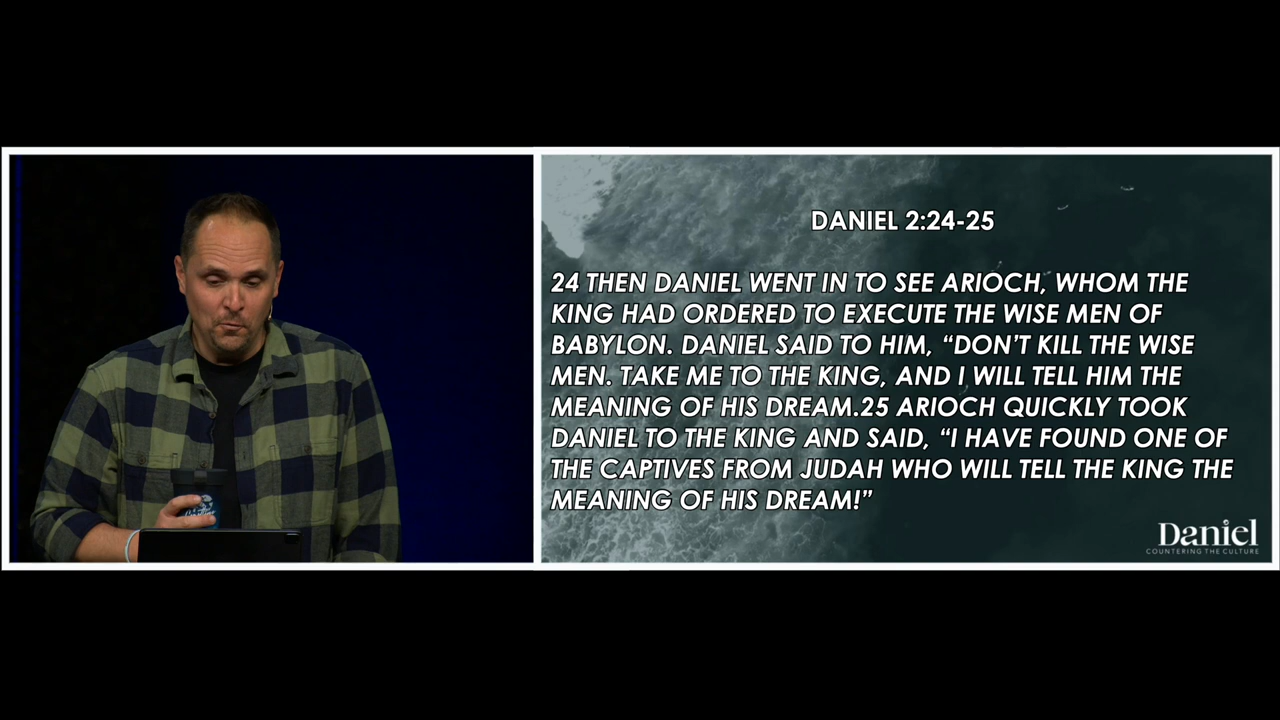 DANIEL 2:24-25
24 THEN DANIEL WENT IN TO SEE ARIOCH, WHOM THE
KING HAD ORDERED TO EXECUTE THE WISE MEN OF
BABYLON. DANIEL SAID TO HIM, “DON’T KILL THE WISE
MEN. TAKE ME TO THE KING, AND I WILL TELL HIM THE
MEANING OF HIS DREAM.25 ARIOCH QUICKLY TOOK
DANIEL TO THE KING AND SAID, “I HAVE FOUND ONE OF
THE CAPTIVES FROM JUDAH WHO WILL TELL THE KING THE
MEANING OF HIS DREAM!”
Daniel
COUNTERING THE CULTURE